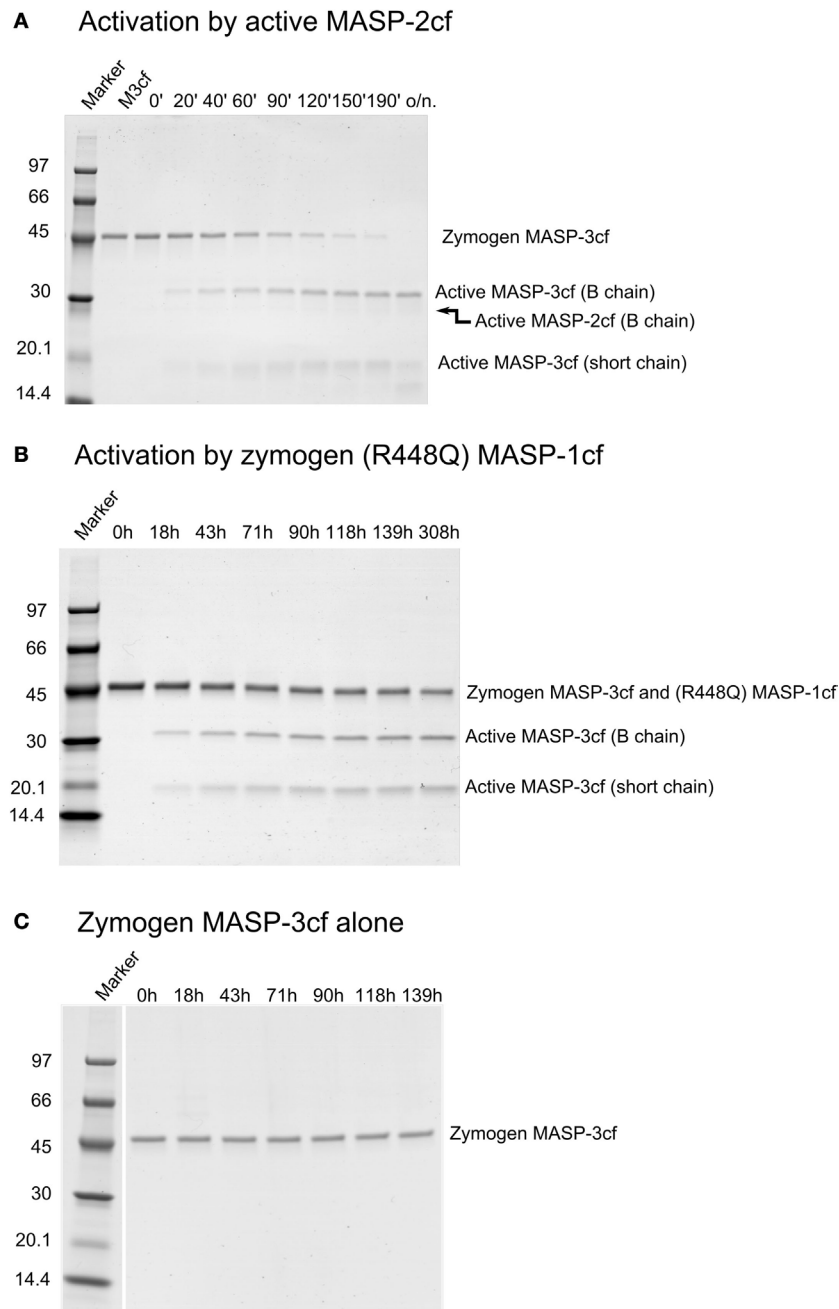 A Activation by active MASP-2cf
Marker M3cf 0' 20' 40' 60' 90' 120' 150' 190' o/n.
97
66
45 Zymogen MASP-3cf
30 Active MASP-3cf (B chain)
Active MASP-2cf (B chain)
20.1 Active MASP-3cf (short chain)
14.4
B Activation by zymogen (R448Q) MASP-1cf
Marker 0h 18h 43h 71h 90h 118h 139h 308h
97
66
45 Zymogen MASP-3cf and (R448Q) MASP-1cf
30 Active MASP-3cf (B chain)
20.1 Active MASP-3cf (short chain)
14.4
C Zymogen MASP-3cf alone
Marker 0h 18h 43h 71h 90h 118h 139h
97
66
45 Zymogen MASP-3cf
30
20.1
14.4